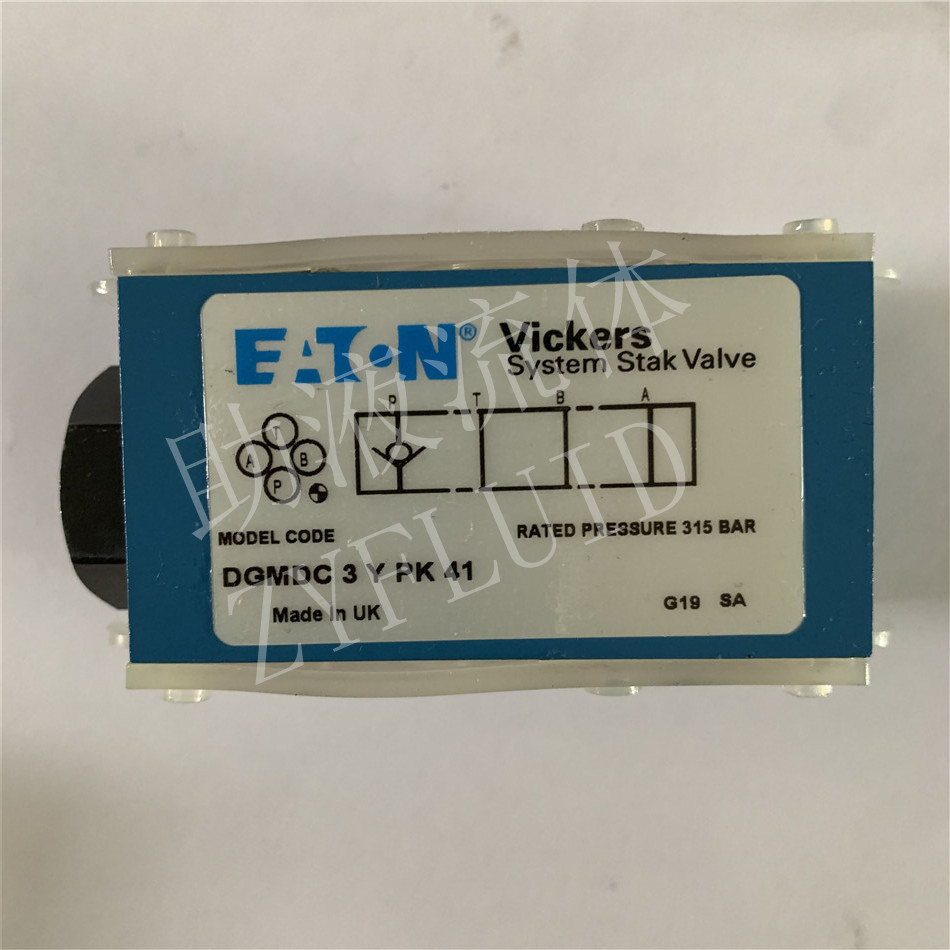 EATON® Vickers
System Stak Valve
P T B A
T
A B
P
MODEL CODE RATED PRESSURE 315 BAR
DGMDC 3 Y PK 41
Made In UK G19 SA
助液流体
ZYFLUID